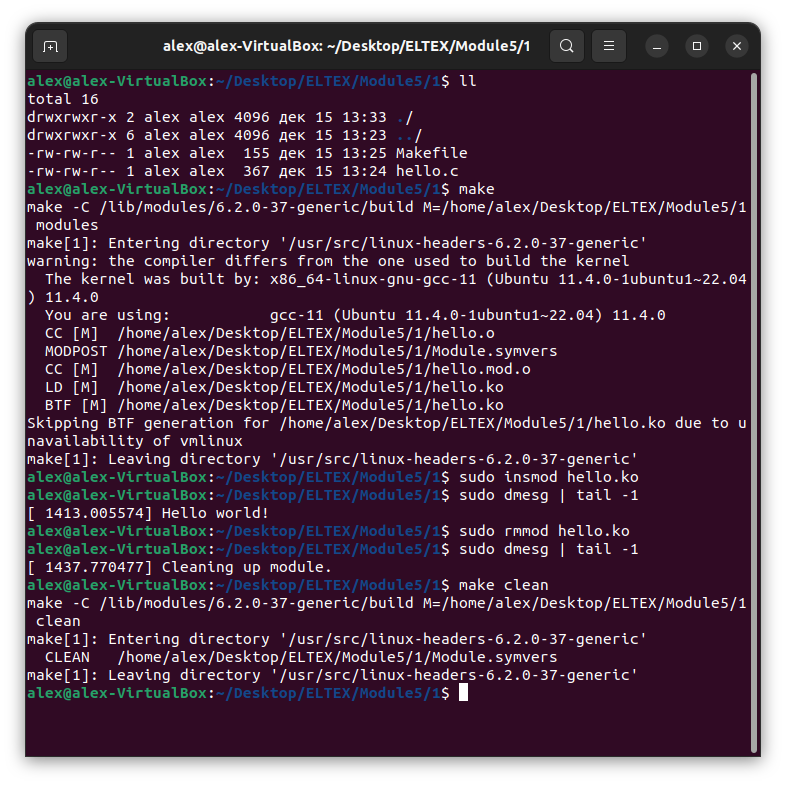 alex@alex-VirtualBox: ~/Desktop/ELTEX/Module5/1
alex@alex-VirtualBox:~/Desktop/ELTEX/Module5/1$ ll
total 16
drwxrwxr-x 2 alex alex 4096 дек 15 13:33 ./
drwxrwxr-x 6 alex alex 4096 дек 15 13:23 ../
-rw-rw-r-- 1 alex alex  155 дек 15 13:25 Makefile
-rw-rw-r-- 1 alex alex  367 дек 15 13:24 hello.c
alex@alex-VirtualBox:~/Desktop/ELTEX/Module5/1$ make
make -C /lib/modules/6.2.0-37-generic/build M=/home/alex/Desktop/ELTEX/Module5/1
 modules
make[1]: Entering directory '/usr/src/linux-headers-6.2.0-37-generic'
warning: the compiler differs from the one used to build the kernel
  The kernel was built by: x86_64-linux-gnu-gcc-11 (Ubuntu 11.4.0-1ubuntu1~22.04
) 11.4.0
  You are using:           gcc-11 (Ubuntu 11.4.0-1ubuntu1~22.04) 11.4.0
  CC [M]  /home/alex/Desktop/ELTEX/Module5/1/hello.o
  MODPOST /home/alex/Desktop/ELTEX/Module5/1/Module.symvers
  CC [M]  /home/alex/Desktop/ELTEX/Module5/1/hello.mod.o
  LD [M]  /home/alex/Desktop/ELTEX/Module5/1/hello.ko
  BTF [M] /home/alex/Desktop/ELTEX/Module5/1/hello.ko
Skipping BTF generation for /home/alex/Desktop/ELTEX/Module5/1/hello.ko due to u
navailability of vmlinux
make[1]: Leaving directory '/usr/src/linux-headers-6.2.0-37-generic'
alex@alex-VirtualBox:~/Desktop/ELTEX/Module5/1$ sudo insmod hello.ko
alex@alex-VirtualBox:~/Desktop/ELTEX/Module5/1$ sudo dmesg | tail -1
[ 1413.005574] Hello world!
alex@alex-VirtualBox:~/Desktop/ELTEX/Module5/1$ sudo rmmod hello.ko
alex@alex-VirtualBox:~/Desktop/ELTEX/Module5/1$ sudo dmesg | tail -1
[ 1437.770477] Cleaning up module.
alex@alex-VirtualBox:~/Desktop/ELTEX/Module5/1$ make clean
make -C /lib/modules/6.2.0-37-generic/build M=/home/alex/Desktop/ELTEX/Module5/1
 clean
make[1]: Entering directory '/usr/src/linux-headers-6.2.0-37-generic'
  CLEAN   /home/alex/Desktop/ELTEX/Module5/1/Module.symvers
make[1]: Leaving directory '/usr/src/linux-headers-6.2.0-37-generic'
alex@alex-VirtualBox:~/Desktop/ELTEX/Module5/1$